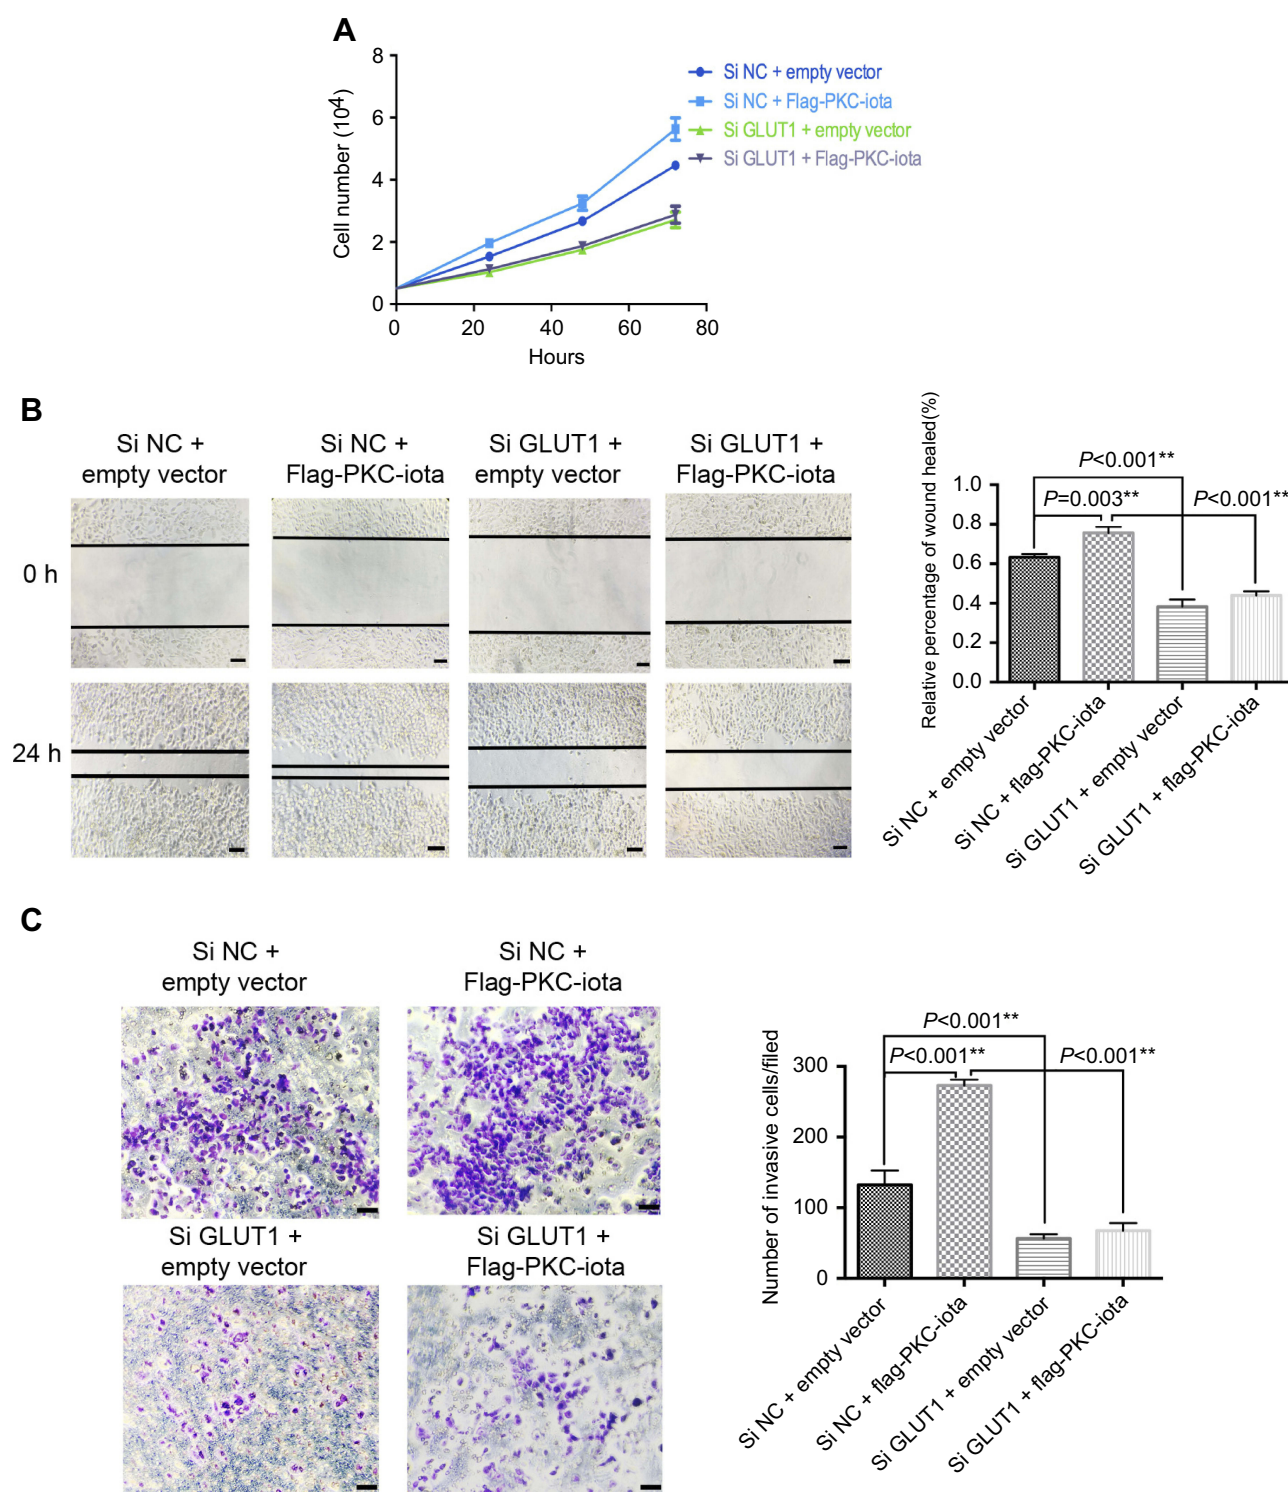 A
Cell number (10⁴)
8
6
4
2
0
0 20 40 60 80
Hours
Si NC + empty vector
Si NC + Flag-PKC-iota
Si GLUT1 + empty vector
Si GLUT1 + Flag-PKC-iota
B
Si NC +
empty vector
Si NC +
Flag-PKC-iota
Si GLUT1 +
empty vector
Si GLUT1 +
Flag-PKC-iota
0 h
24 h
Relative percentage of wound healed(%)
1.0
0.8
0.6
0.4
0.2
0.0
P<0.001**
P=0.003**
P<0.001**
Si NC + empty vector
Si NC + flag-PKC-iota
Si GLUT1 + empty vector
Si GLUT1 + flag-PKC-iota
C
Si NC +
empty vector
Si NC +
Flag-PKC-iota
Si GLUT1 +
empty vector
Si GLUT1 +
Flag-PKC-iota
Number of invasive cells/filed
300
200
100
0
P<0.001**
P<0.001**
P<0.001**
Si NC + empty vector
Si NC + flag-PKC-iota
Si GLUT1 + empty vector
Si GLUT1 + flag-PKC-iota